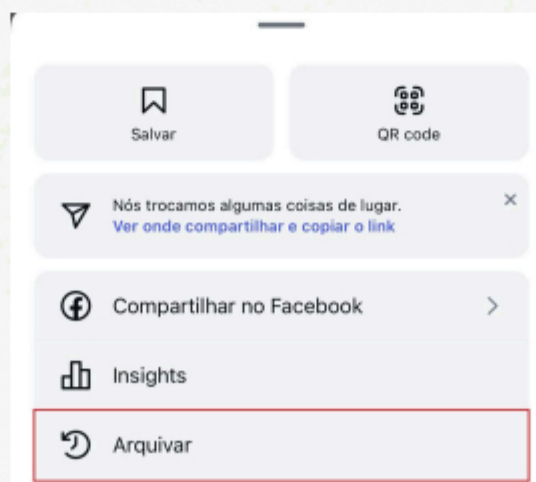 Salvar
QR code
Nós trocamos algumas coisas de lugar.
Ver onde compartilhar e copiar o link
Compartilhar no Facebook
Insights
Arquivar